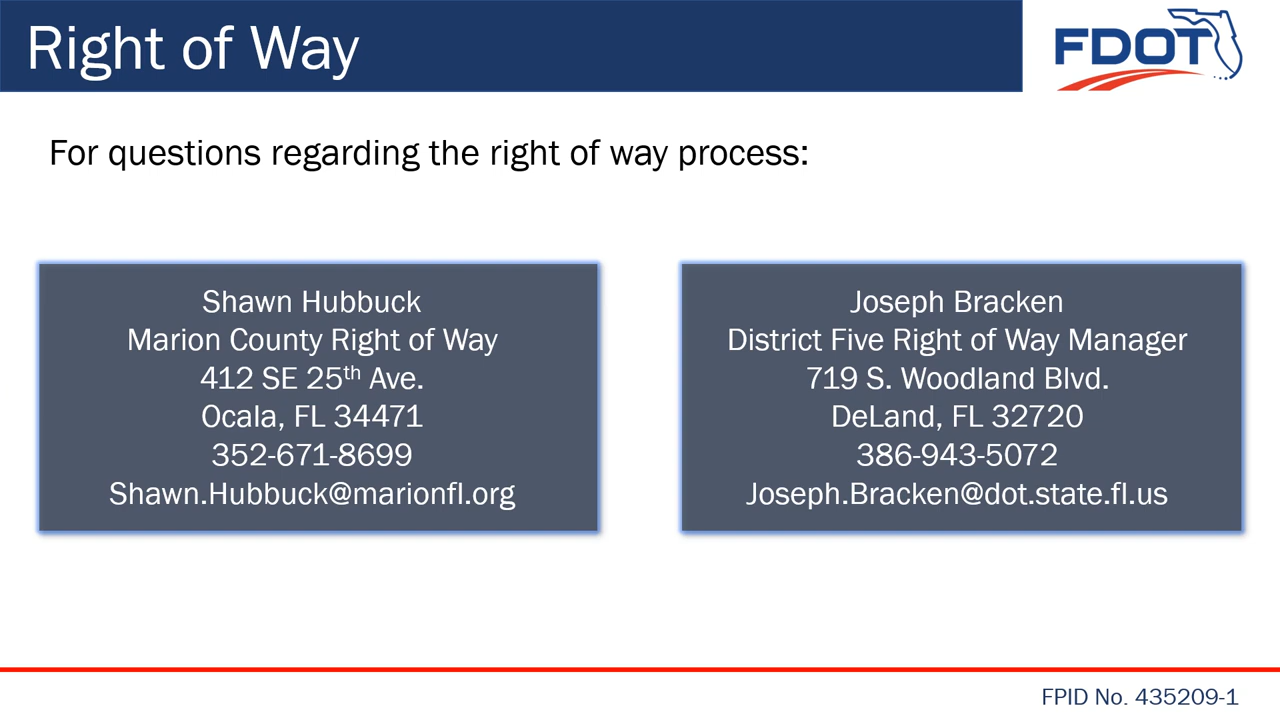 Right of Way
FDOT
For questions regarding the right of way process:
Shawn Hubbuck
Marion County Right of Way
412 SE 25th Ave.
Ocala, FL 34471
352-671-8699
Shawn.Hubbuck@marionfl.org
Joseph Bracken
District Five Right of Way Manager
719 S. Woodland Blvd.
DeLand, FL 32720
386-943-5072
Joseph.Bracken@dot.state.fl.us
FPID No. 435209-1